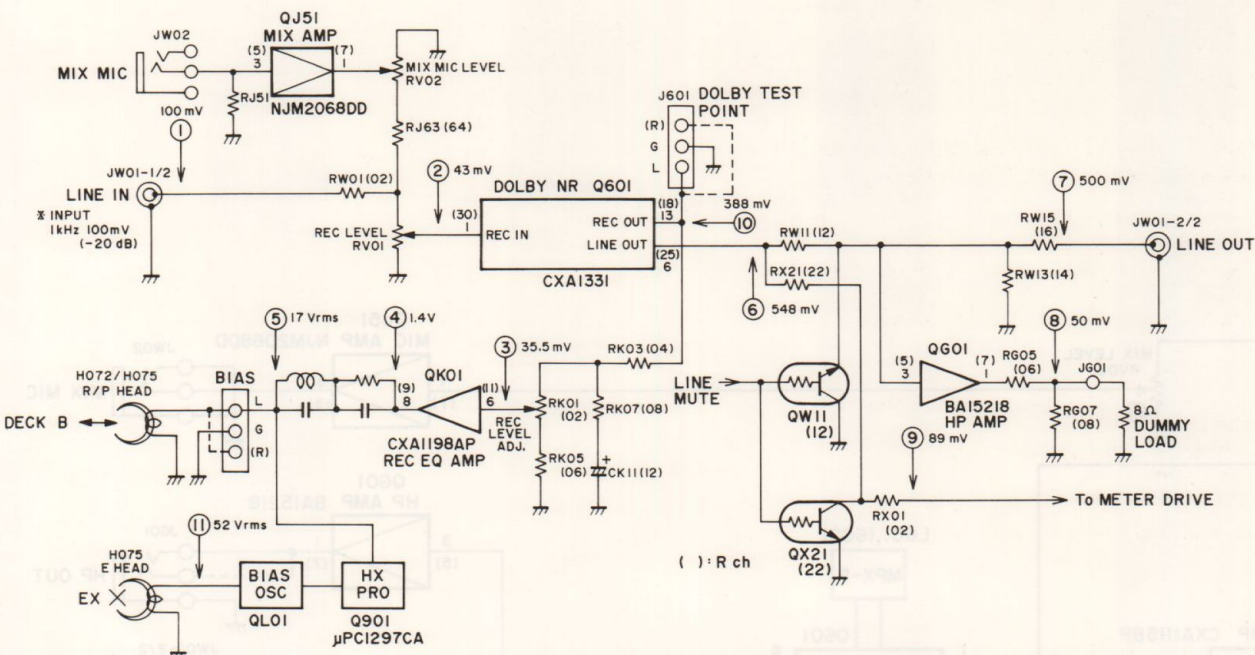 QJ51
MIX AMP
JW02
(5)
3
(7)
1
MIX MIC
NJM2068DD
RJ51
MIX MIC LEVEL
RV02
100 mV
①
RJ63 (64)
JW01-1/2
LINE IN
※ INPUT
1kHz 100mV
(-20 dB)
RW01(02)
② 43 mV
REC LEVEL
RV01
DOLBY NR Q601
(30)
1
REC IN
REC OUT
LINE OUT
(18)
13
(25)
6
CXA1331
J601
DOLBY TEST
POINT
(R)
G
L
388 mV
⑩
RW11(12)
RX21(22)
⑥
548 mV
RW15
(16)
⑦ 500 mV
JW01-2/2
LINE OUT
RW13(14)
⑤ 17 Vrms
④ 1.4V
③ 35.5 mV
RK03(04)
H072/H075
R/P HEAD
DECK B
BIAS
L
G
(R)
QK01
(9)
8
(11)
6
CXA1198AP
REC EQ AMP
REC
LEVEL
ADJ.
RK01
(02)
RK07(08)
RK05
(06)
+
CK11(12)
LINE
MUTE
QW11
(12)
(5)
3
QG01
(7)
1
BA15218
HP AMP
RG05
(06)
⑧ 50 mV
JG01
RG07
(08)
8Ω
DUMMY
LOAD
⑨ 89 mV
RX01
(02)
To METER DRIVE
QX21
(22)
( ) : R ch
⑪ 52 Vrms
H075
E HEAD
EX
BIAS
OSC
QL01
HX
PRO
Q901
μPC1297CA